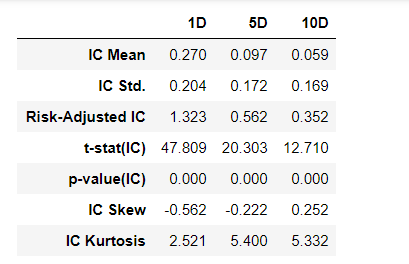 1D 5D 10D
IC Mean 0.270 0.097 0.059
IC Std. 0.204 0.172 0.169
Risk-Adjusted IC 1.323 0.562 0.352
t-stat(IC) 47.809 20.303 12.710
p-value(IC) 0.000 0.000 0.000
IC Skew -0.562 -0.222 0.252
IC Kurtosis 2.521 5.400 5.332